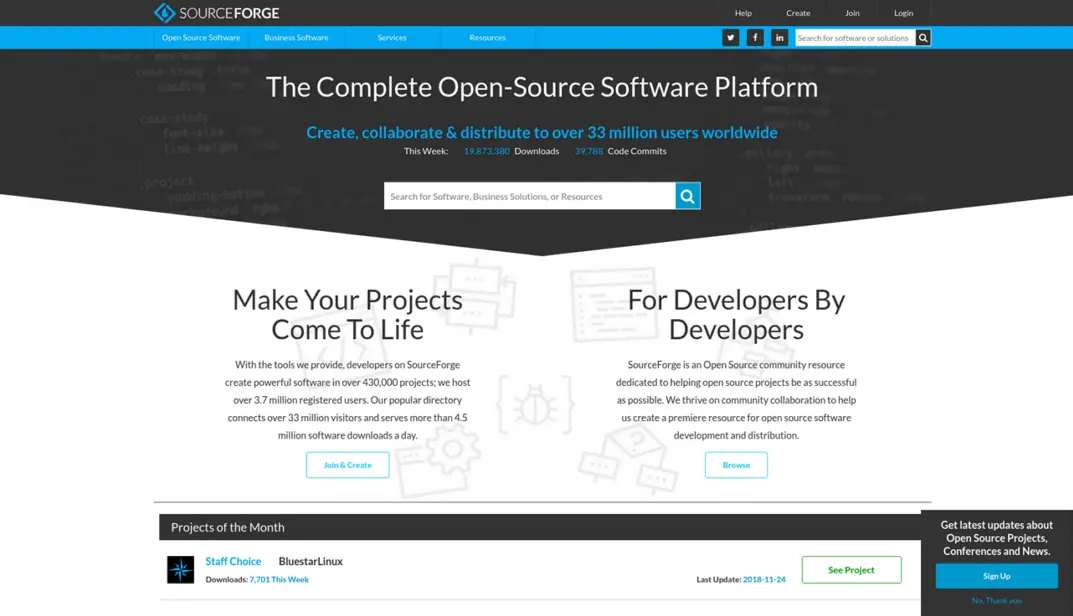 SOURCEFORGE
Help Create Join Login
Open Source Software Business Software Services Resources
Search for software or solutions
The Complete Open-Source Software Platform
Create, collaborate & distribute to over 33 million users worldwide
This Week: 19,873,380 Downloads 39,788 Code Commits
Search for Software, Business Solutions, or Resources
Make Your Projects
Come To Life
With the tools we provide, developers on SourceForge
create powerful software in over 430,000 projects; we host
over 3.7 million registered users. Our popular directory
connects over 33 million visitors and serves more than 4.5
million software downloads a day.
Join & Create
For Developers By
Developers
SourceForge is an Open Source community resource
dedicated to helping open source projects be as successful
as possible. We thrive on community collaboration to help
us create a premiere resource for open source software
development and distribution.
Browse
Projects of the Month
Staff Choice BluestarLinux
Downloads: 7,701 This Week
Last Update: 2018-11-24
See Project
Get latest updates about
Open Source Projects,
Conferences and News.
Sign Up
No, Thank you